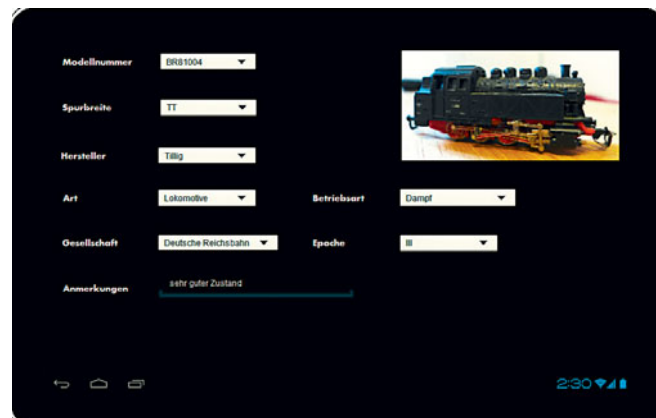 Modellnummer BR81004
Spurbreite TT
Hersteller Tillig
Art Lokomotive Betriebsart Dampf
Gesellschaft Deutsche Reichsbahn Epoche III
Anmerkungen sehr guter Zustand
2:30